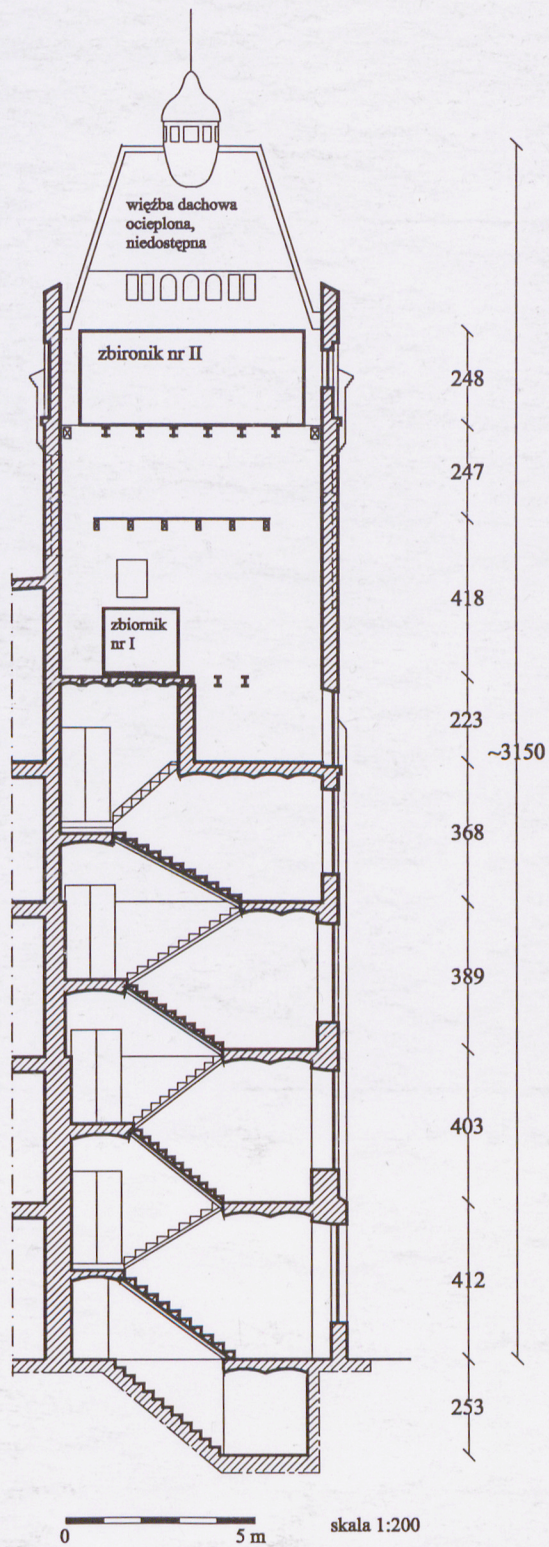 więźba dachowa
ocieplona,
niedostępna
zbironik nr II
248
247
418
zbiornik
nr I
223
~3150
368
389
403
412
253
0 5 m
skala 1:200